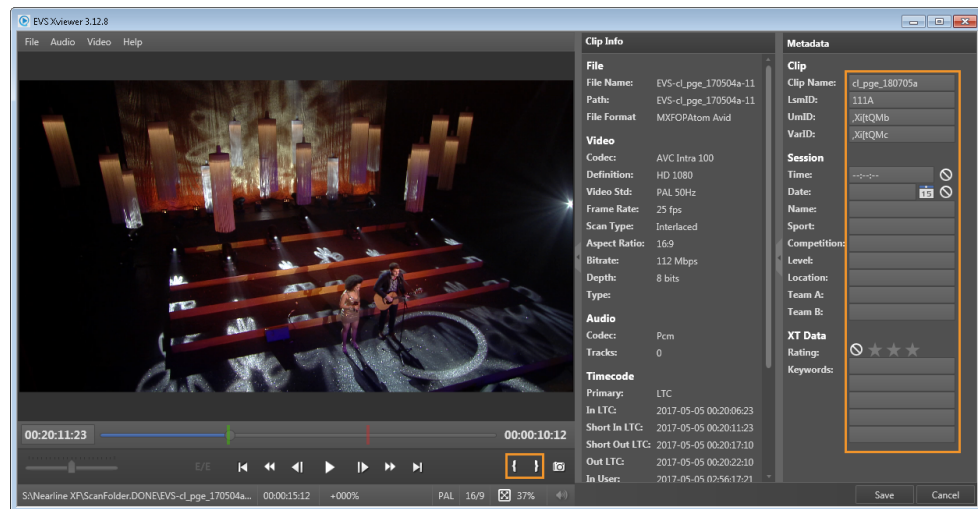 EVS Xviewer 3.12.8
File Audio Video Help
00:20:11:23
00:00:10:12
E/E
{ }
S:\Nearline XF\ScanFolder.DONE\EVS-cl_pge_170504a... 00:00:15:12 +000% PAL 16/9 37%
Clip Info
File
File Name: EVS-cl_pge_170504a-11
Path: EVS-cl_pge_170504a-11
File Format MXFOPAtom Avid
Video
Codec: AVC Intra 100
Definition: HD 1080
Video Std: PAL 50Hz
Frame Rate: 25 fps
Scan Type: Interlaced
Aspect Ratio: 16:9
Bitrate: 112 Mbps
Depth: 8 bits
Type:
Audio
Codec: Pcm
Tracks: 0
Timecode
Primary: LTC
In LTC: 2017-05-05 00:20:06:23
Short In LTC: 2017-05-05 00:20:11:23
Short Out LTC: 2017-05-05 00:20:17:10
Out LTC: 2017-05-05 00:20:22:10
In User: 2017-05-05 02:56:17:21
Metadata
Clip
Clip Name: cl_pge_180705a
LsmID: 111A
UmID: ,Xi[tQMb
VarID: ,Xi[tQMc
Session
Time: --:--:--
Date: 15
Name:
Sport:
Competition:
Level:
Location:
Team A:
Team B:
XT Data
Rating:
Keywords:
Save Cancel